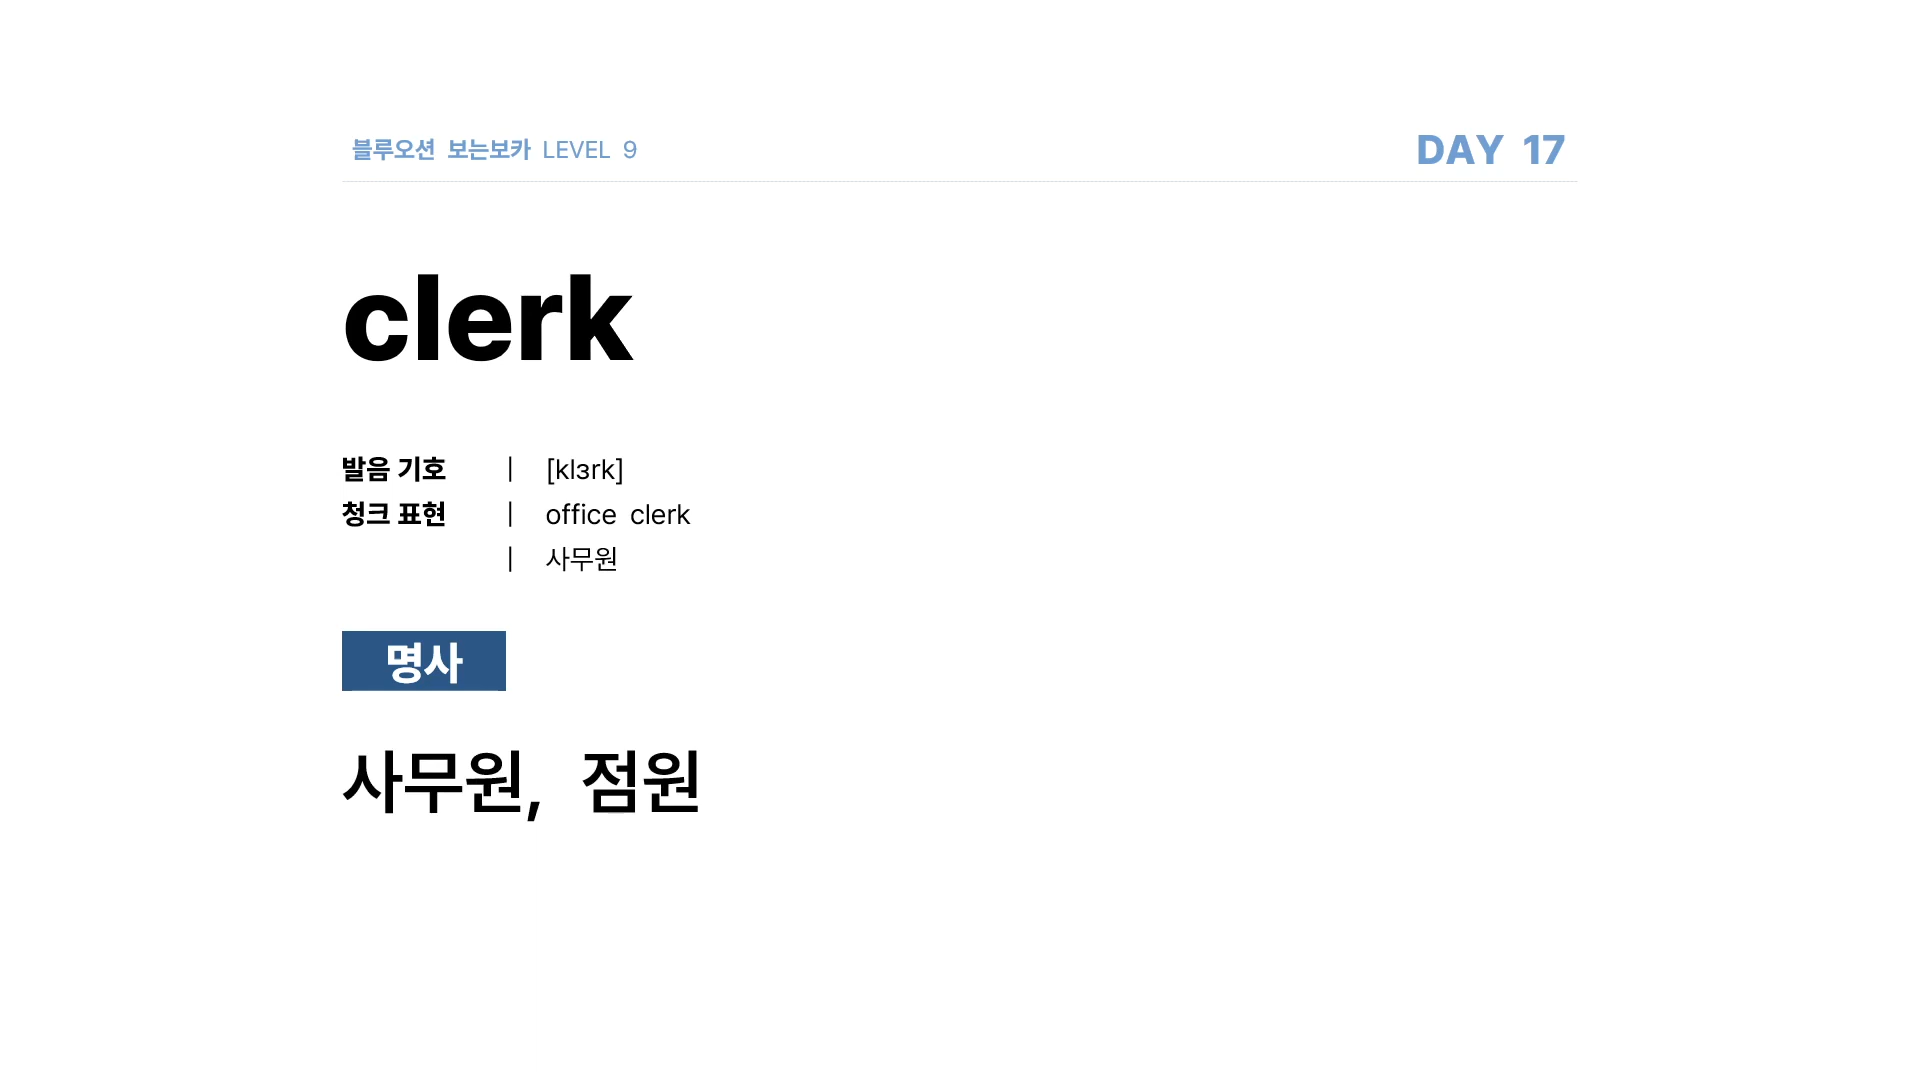 블루오션 보는보카 LEVEL 9
DAY 17
clerk
발음 기호 | [klɜrk]
청크 표현 | office clerk
| 사무원
명사
사무원, 점원